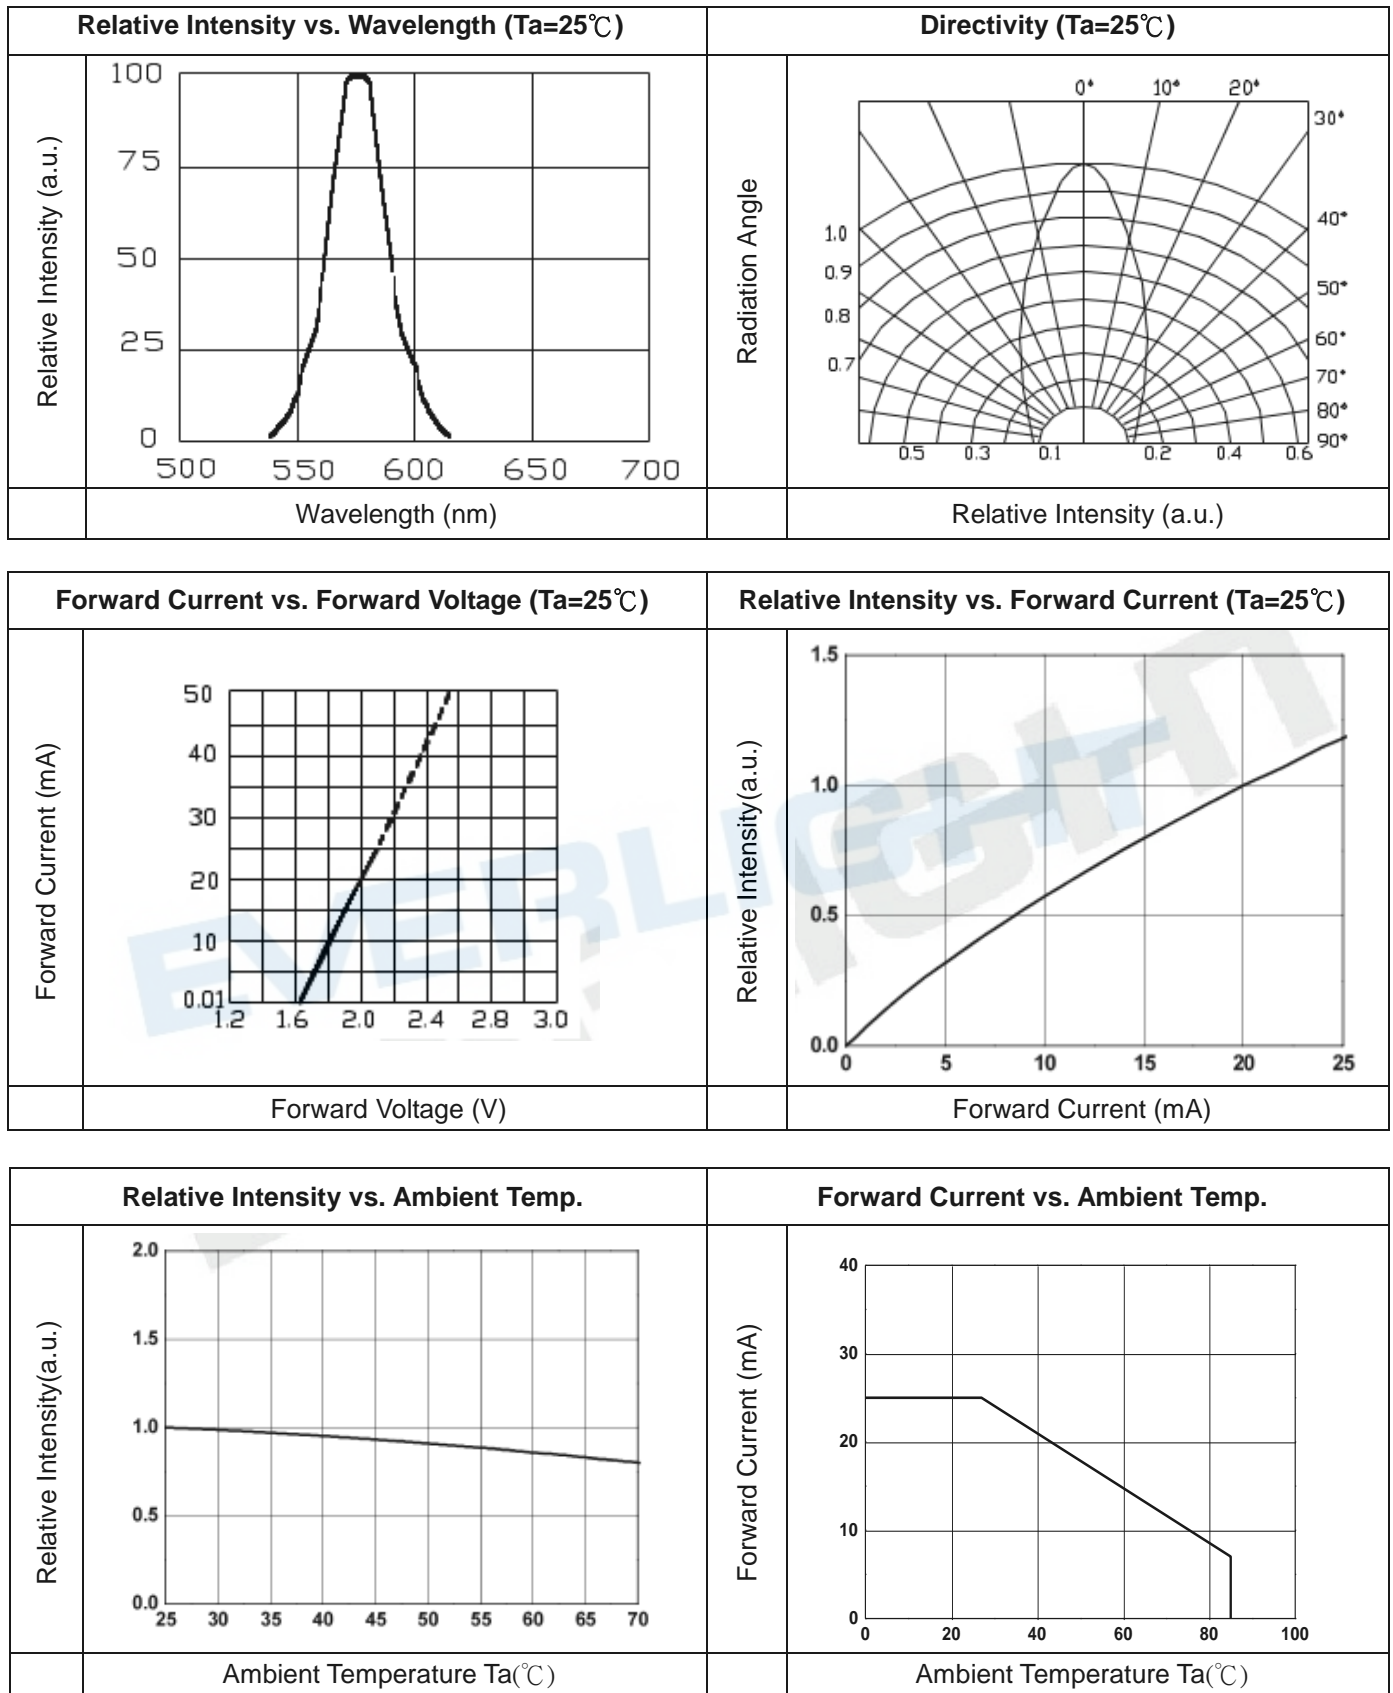 Relative Intensity vs. Wavelength (Ta=25℃)
Directivity (Ta=25℃)
Relative Intensity (a.u.)
100
75
50
25
0
500 550 600 650 700
Wavelength (nm)
Radiation Angle
0° 10° 20°
30°
40°
50°
60°
70°
80°
90°
1.0
0.9
0.8
0.7
0.5 0.3 0.1 0.2 0.4 0.6
Relative Intensity (a.u.)
Forward Current vs. Forward Voltage (Ta=25℃)
Relative Intensity vs. Forward Current (Ta=25℃)
Forward Current (mA)
50
40
30
20
10
0.01
1.2 1.6 2.0 2.4 2.8 3.0
Forward Voltage (V)
Relative Intensity(a.u.)
1.5
1.0
0.5
0.0
0 5 10 15 20 25
Forward Current (mA)
EVERLIGHT
Relative Intensity vs. Ambient Temp.
Forward Current vs. Ambient Temp.
Relative Intensity(a.u.)
2.0
1.5
1.0
0.5
0.0
25 30 35 40 45 50 55 60 65 70
Ambient Temperature Ta(℃)
Forward Current (mA)
40
30
20
10
0
0 20 40 60 80 100
Ambient Temperature Ta(℃)